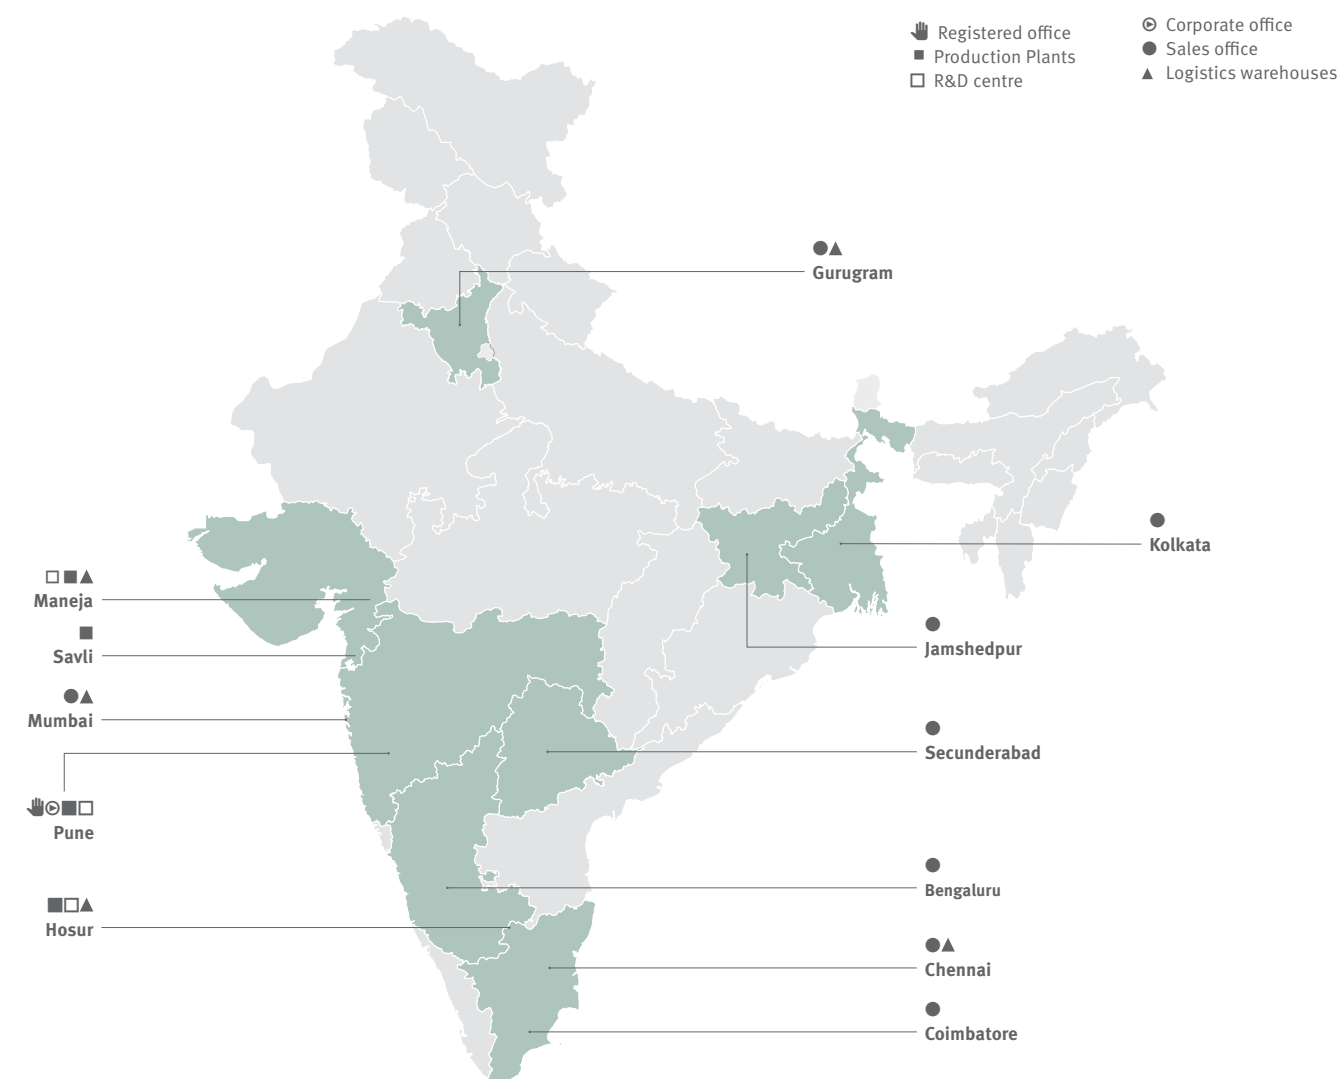 Registered office
Production Plants
R&D centre
Corporate office
Sales office
Logistics warehouses
Gurugram
Kolkata
Maneja
Jamshedpur
Savli
Mumbai
Secunderabad
Pune
Bengaluru
Hosur
Chennai
Coimbatore